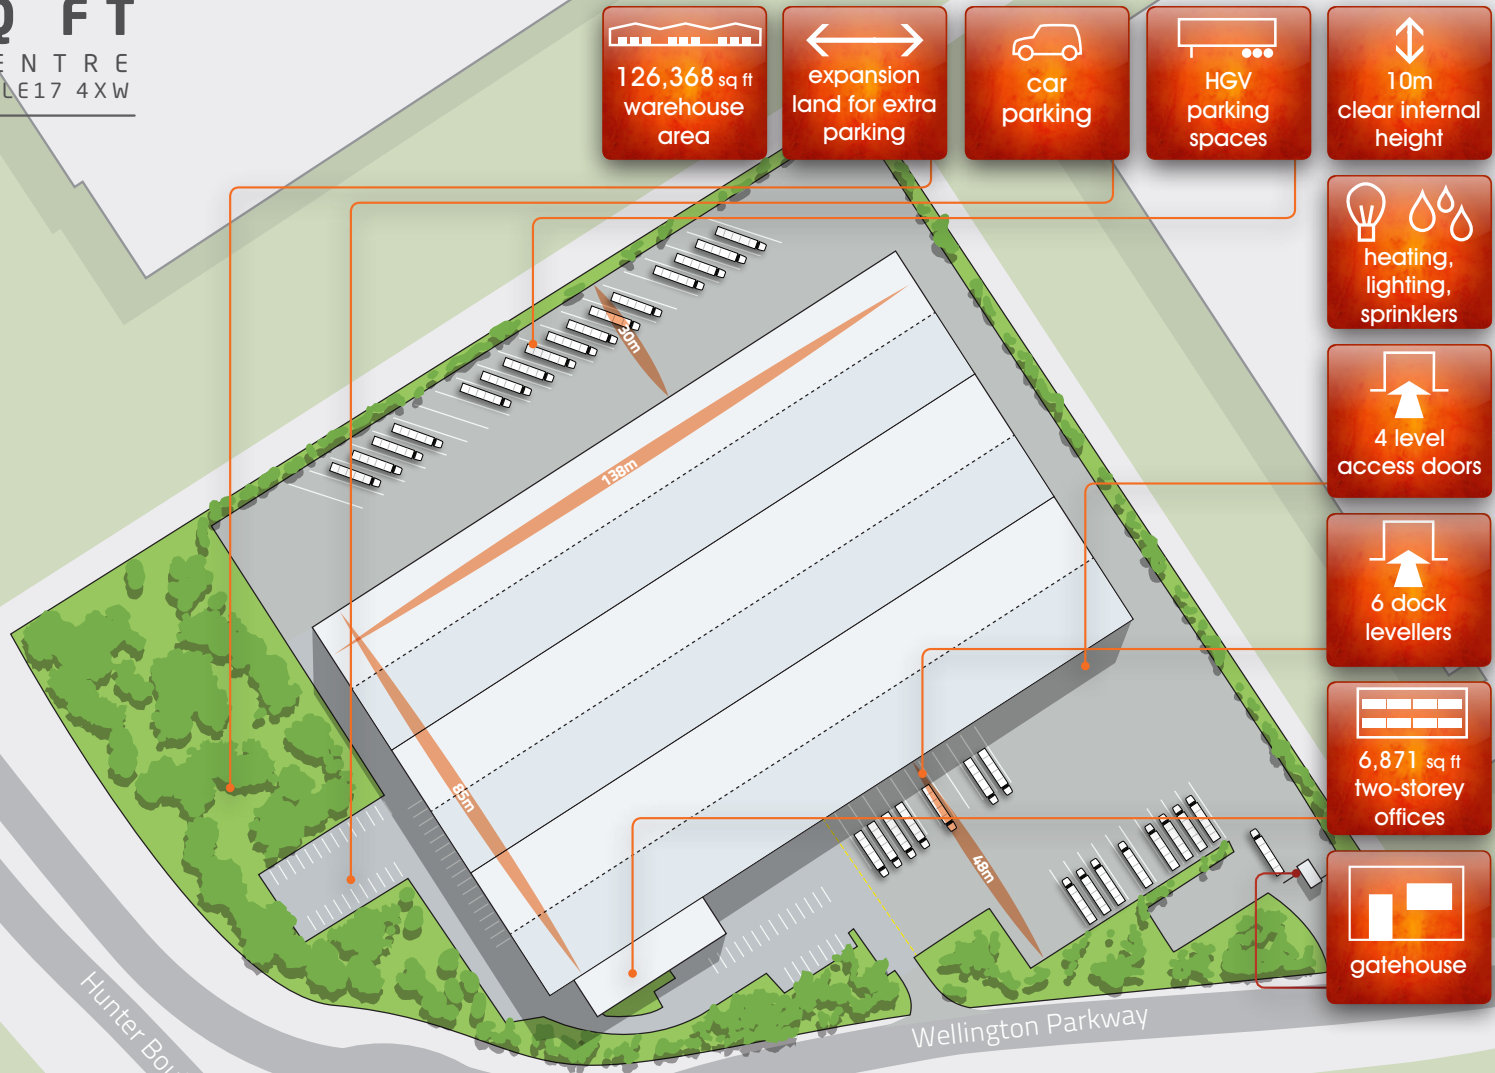 FT
LE17 4XW
126,368 sq ft
warehouse
area
expansion
land for extra
parking
car
parking
HGV
parking
spaces
10m
clear internal
height
heating,
lighting,
sprinklers
4 level
access doors
6 dock
levellers
6,871 sq ft
two-storey
offices
gatehouse
30m
138m
85m
48m
Hunter
Wellington Parkway